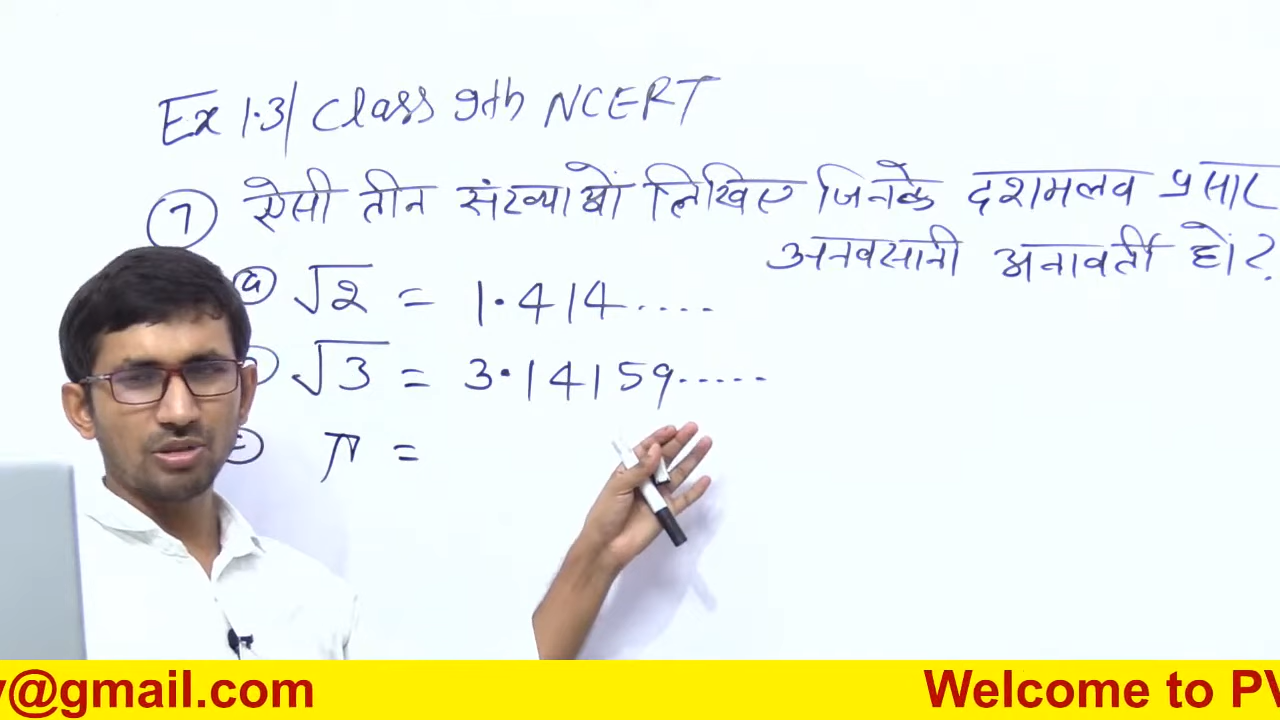 Ex 1.3/ Class 9th NCERT
7 ऐसी तीन संख्याओं लिखिए जिनके दशमलव प्रसार
अनवसानी अनावर्ती हों?
a √2 = 1.414....
√3 = 3.14159.....
π =
@gmail.com Welcome to PV